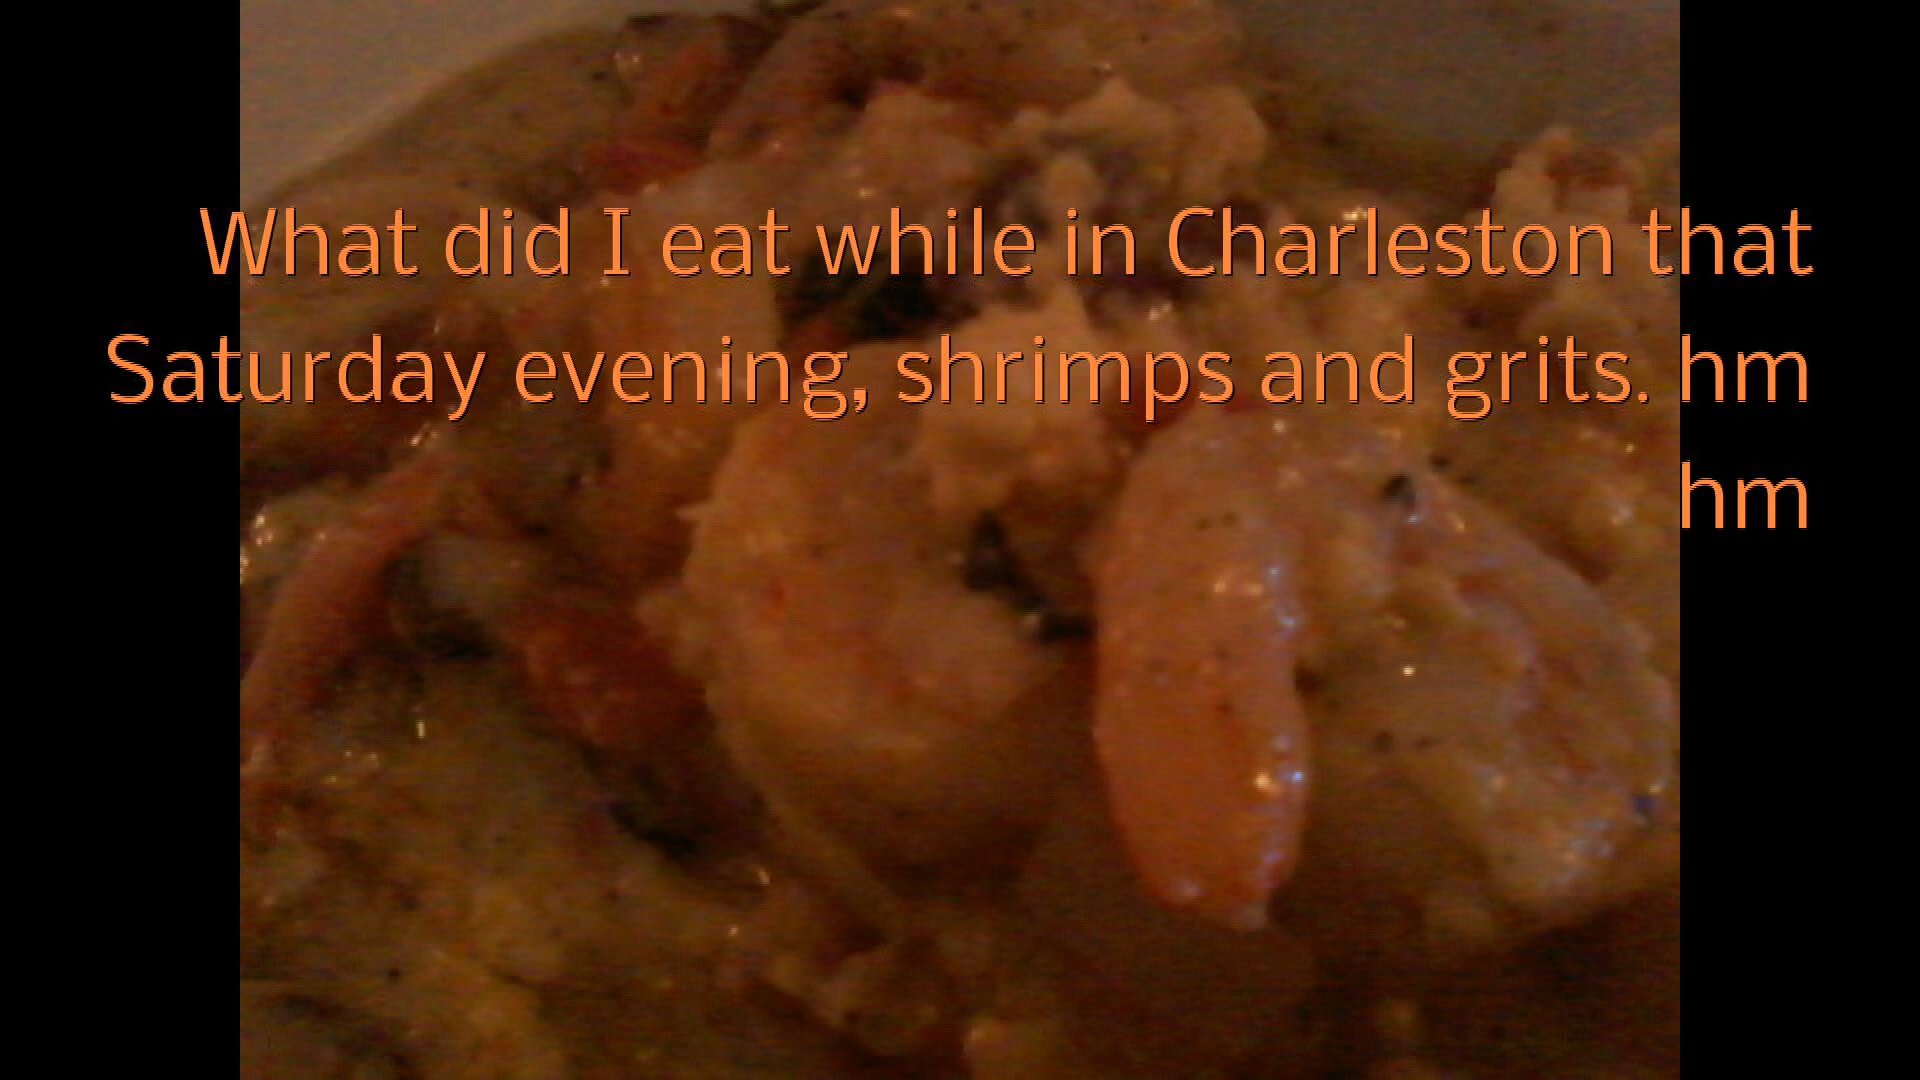 What did I eat while in Charleston that
Saturday evening, shrimps and grits. hm
hm